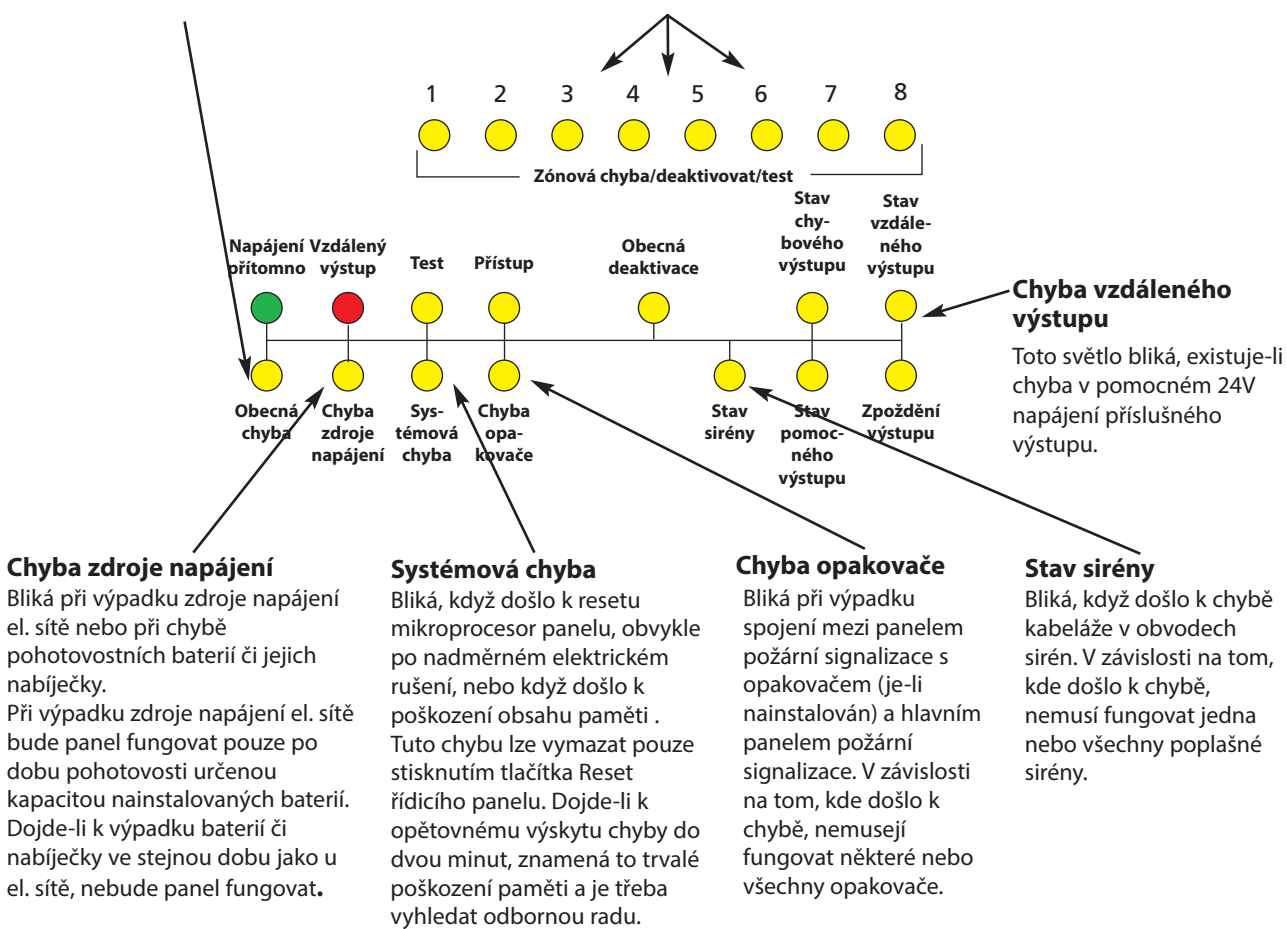 1 2 3 4 5 6 7 8
Zónová chyba/deaktivovat/test
Napájení
přítomno
Vzdálený
výstup
Test
Přístup
Obecná
deaktivace
Stav
chy-
bového
výstupu
Stav
vzdále-
ného
výstupu
Obecná
chyba
Chyba
zdroje
napájení
Sys-
témová
chyba
Chyba
opa-
kovače
Stav
sirény
Stav
pomoc-
ného
výstupu
Zpoždění
výstupu
Chyba vzdáleného
výstupu
Toto světlo bliká, existuje-li
chyba v pomocném 24V
napájení příslušného
výstupu.
Chyba zdroje napájení
Bliká při výpadku zdroje napájení
el. sítě nebo při chybě
pohotovostních baterií či jejich
nabíječky.
Při výpadku zdroje napájení el. sítě
bude panel fungovat pouze po
dobu pohotovosti určenou
kapacitou nainstalovaných baterií.
Dojde-li k výpadku baterií či
nabíječky ve stejnou dobu jako u
el. sítě, nebude panel fungovat.
Systémová chyba
Bliká, když došlo k resetu
mikroprocesor panelu, obvykle
po nadměrném elektrickém
rušení, nebo když došlo k
poškození obsahu paměti .
Tuto chybu lze vymazat pouze
stisknutím tlačítka Reset
řídicího panelu. Dojde-li k
opětovnému výskytu chyby do
dvou minut, znamená to trvalé
poškození paměti a je třeba
vyhledat odbornou radu.
Chyba opakovače
Bliká při výpadku
spojení mezi panelem
požární signalizace s
opakovačem (je-li
nainstalován) a hlavním
panelem požární
signalizace. V závislosti
na tom, kde došlo k
chybě, nemusejí
fungovat některé nebo
všechny opakovače.
Stav sirény
Bliká, když došlo k chybě
kabeláže v obvodech
sirén. V závislosti na tom,
kde došlo k chybě,
nemusí fungovat jedna
nebo všechny poplašné
sirény.